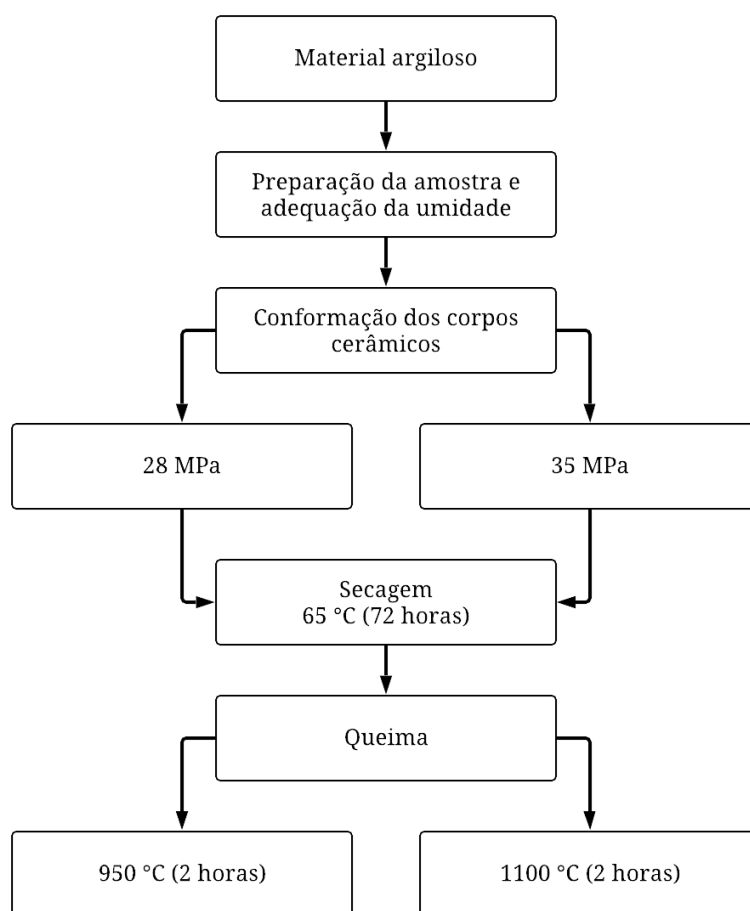 Material argiloso
Preparação da amostra e
adequação da umidade
Conformação dos corpos
cerâmicos
28 MPa
35 MPa
Secagem
65 °C (72 horas)
Queima
950 °C (2 horas)
1100 °C (2 horas)